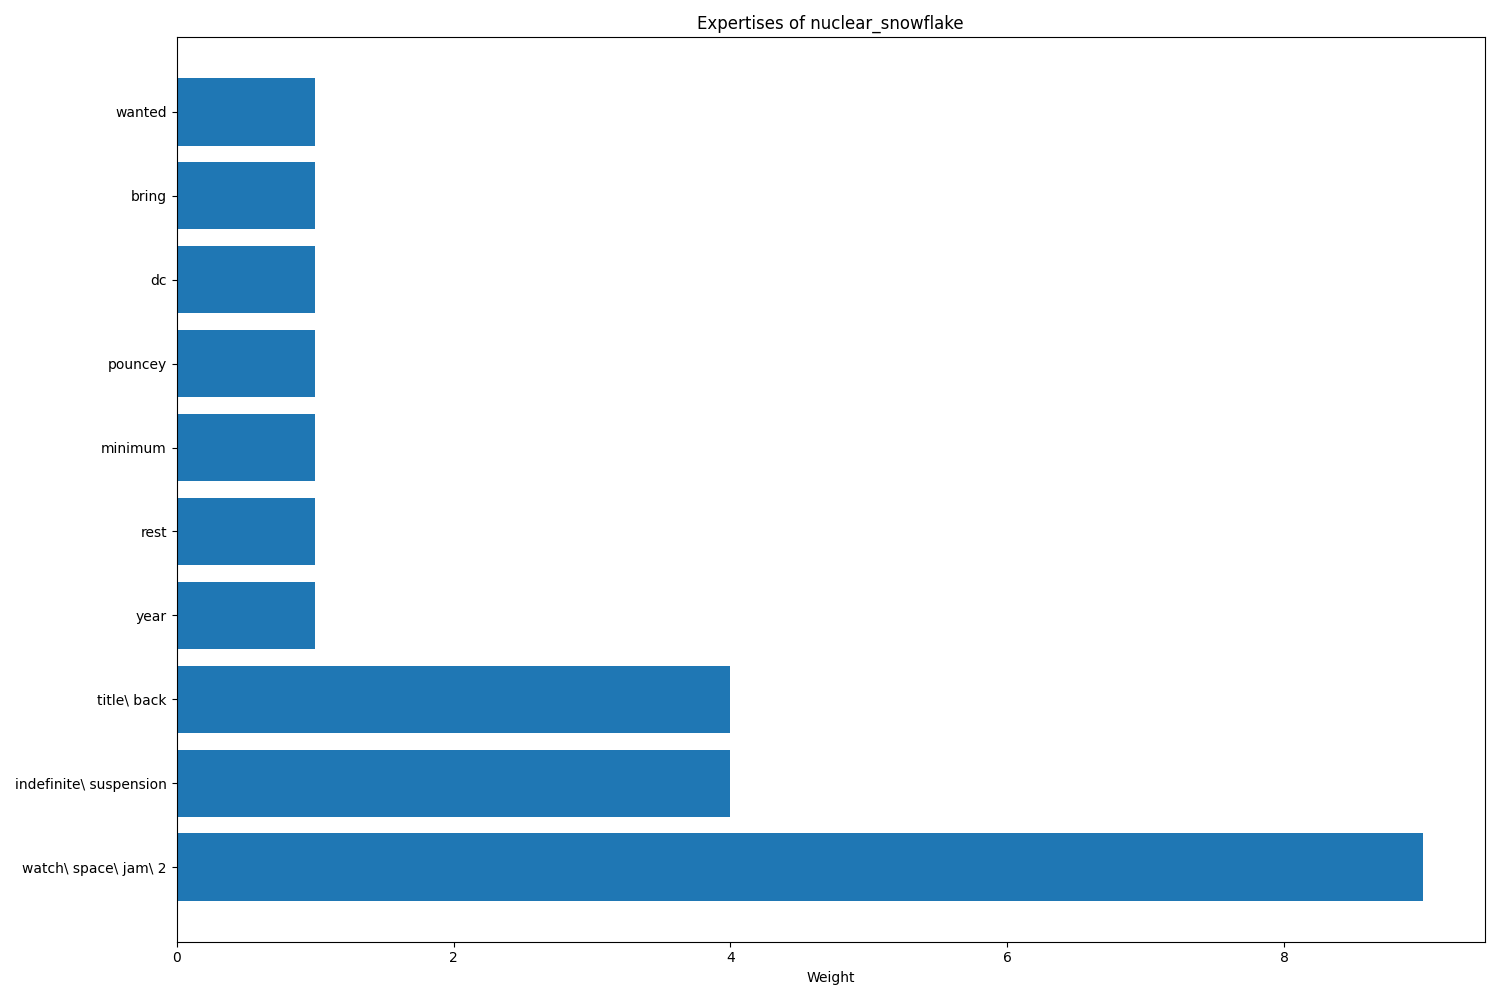 Expertises of nuclear_snowflake
wanted
bring
dc
pouncey
minimum
rest
year
title\ back
indefinite\ suspension
watch\ space\ jam\ 2
0 2 4 6 8
Weight